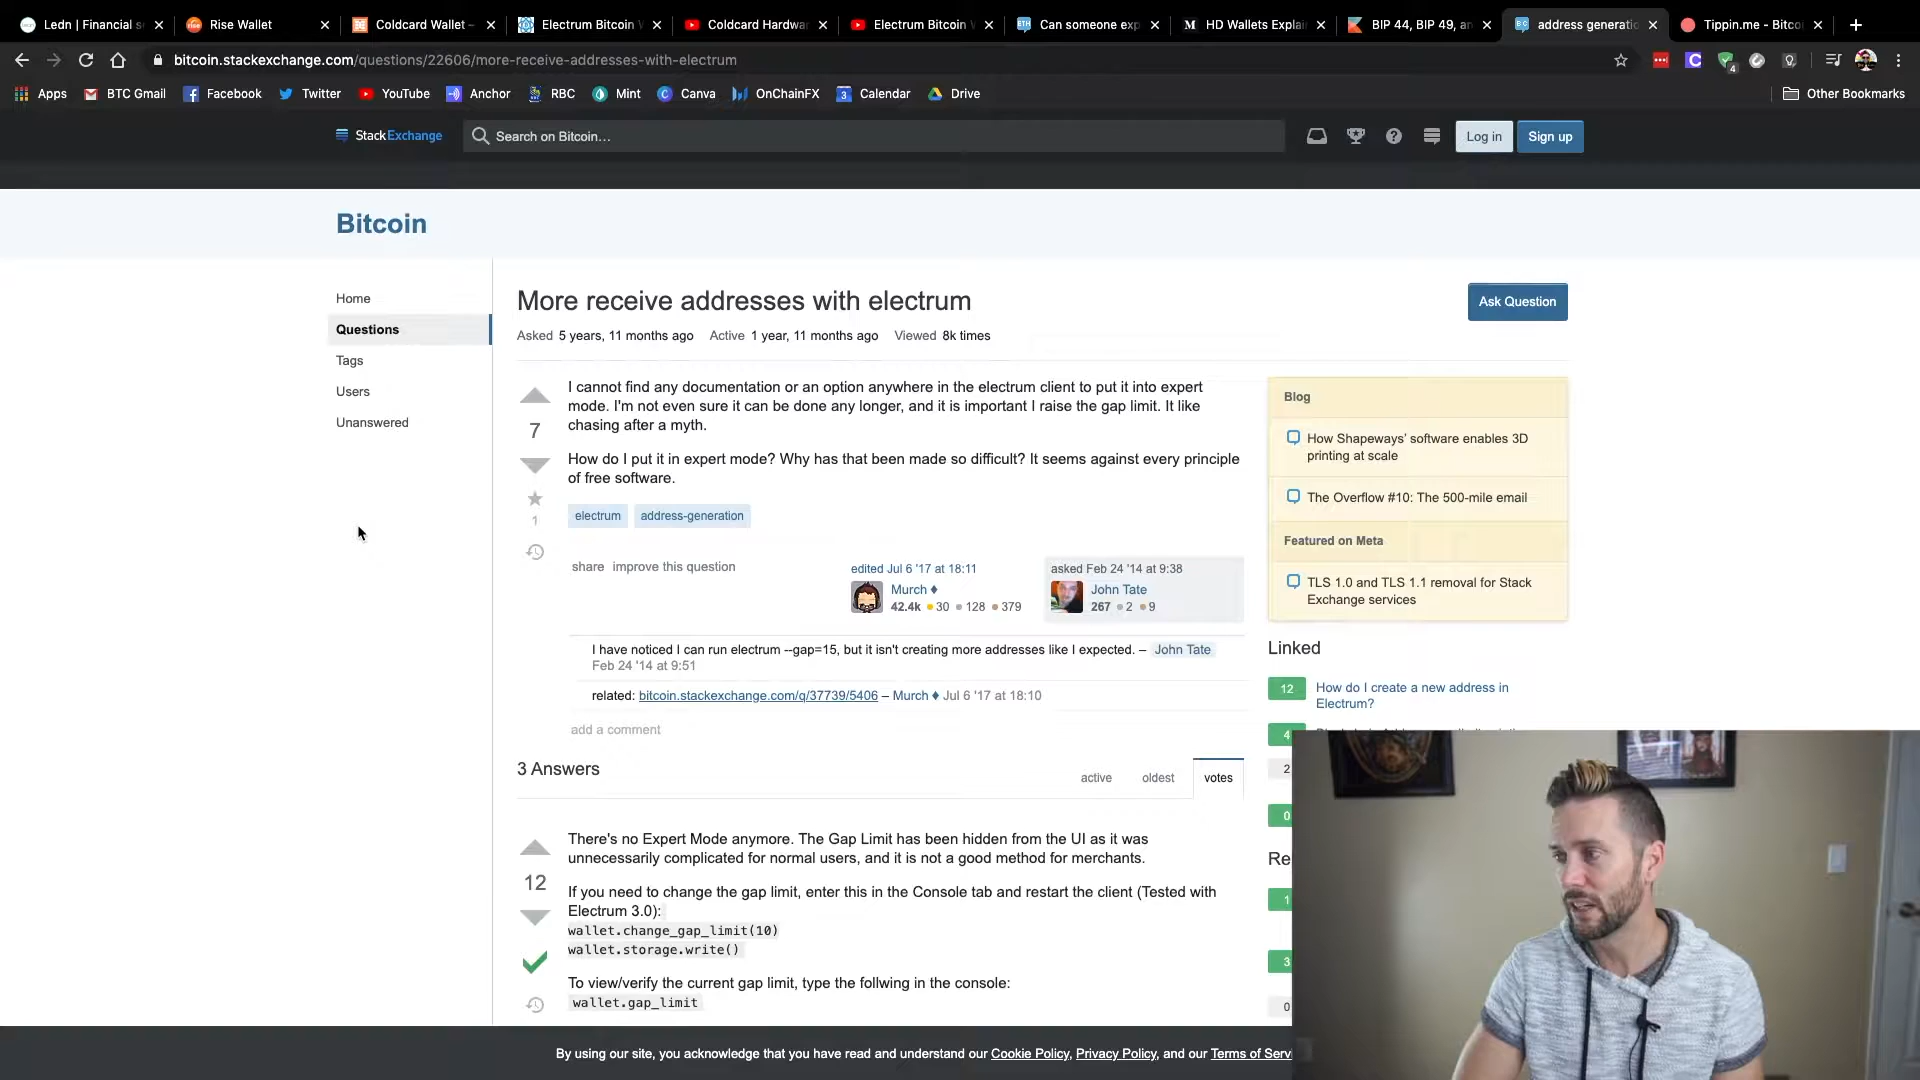 Ledn | Financial s
Rise Wallet
Coldcard Wallet -
Electrum Bitcoin
Coldcard Hardwa
Electrum Bitcoin
Can someone exp
HD Wallets Explai
BIP 44, BIP 49, an
address generatio
Tippin.me - Bitco
bitcoin.stackexchange.com/questions/22606/more-receive-addresses-with-electrum
4
Apps
BTC Gmail
Facebook
Twitter
YouTube
Anchor
RBC
Mint
Canva
OnChainFX
Calendar
Drive
Other Bookmarks
StackExchange
Search on Bitcoin…
Log in
Sign up
Bitcoin
Home
Questions
Tags
Users
Unanswered
More receive addresses with electrum
Ask Question
Asked 5 years, 11 months ago Active 1 year, 11 months ago Viewed 8k times
7
1
I cannot find any documentation or an option anywhere in the electrum client to put it into expert
mode. I'm not even sure it can be done any longer, and it is important I raise the gap limit. It like
chasing after a myth.
How do I put it in expert mode? Why has that been made so difficult? It seems against every principle
of free software.
electrum address-generation
share improve this question
edited Jul 6 '17 at 18:11
Murch ♦
42.4k 30 128 379
asked Feb 24 '14 at 9:38
John Tate
267 2 9
I have noticed I can run electrum --gap=15, but it isn't creating more addresses like I expected. – John Tate
Feb 24 '14 at 9:51
related: bitcoin.stackexchange.com/q/37739/5406 – Murch ♦ Jul 6 '17 at 18:10
add a comment
3 Answers
active oldest votes
12
There's no Expert Mode anymore. The Gap Limit has been hidden from the UI as it was
unnecessarily complicated for normal users, and it is not a good method for merchants.
If you need to change the gap limit, enter this in the Console tab and restart the client (Tested with
Electrum 3.0):
wallet.change_gap_limit(10)
wallet.storage.write()
To view/verify the current gap limit, type the follwing in the console:
wallet.gap_limit
Blog
How Shapeways' software enables 3D
printing at scale
The Overflow #10: The 500-mile email
Featured on Meta
TLS 1.0 and TLS 1.1 removal for Stack
Exchange services
Linked
12 How do I create a new address in
Electrum?
4
2
0
Re
1
3
0
By using our site, you acknowledge that you have read and understand our Cookie Policy, Privacy Policy, and our Terms of Servi